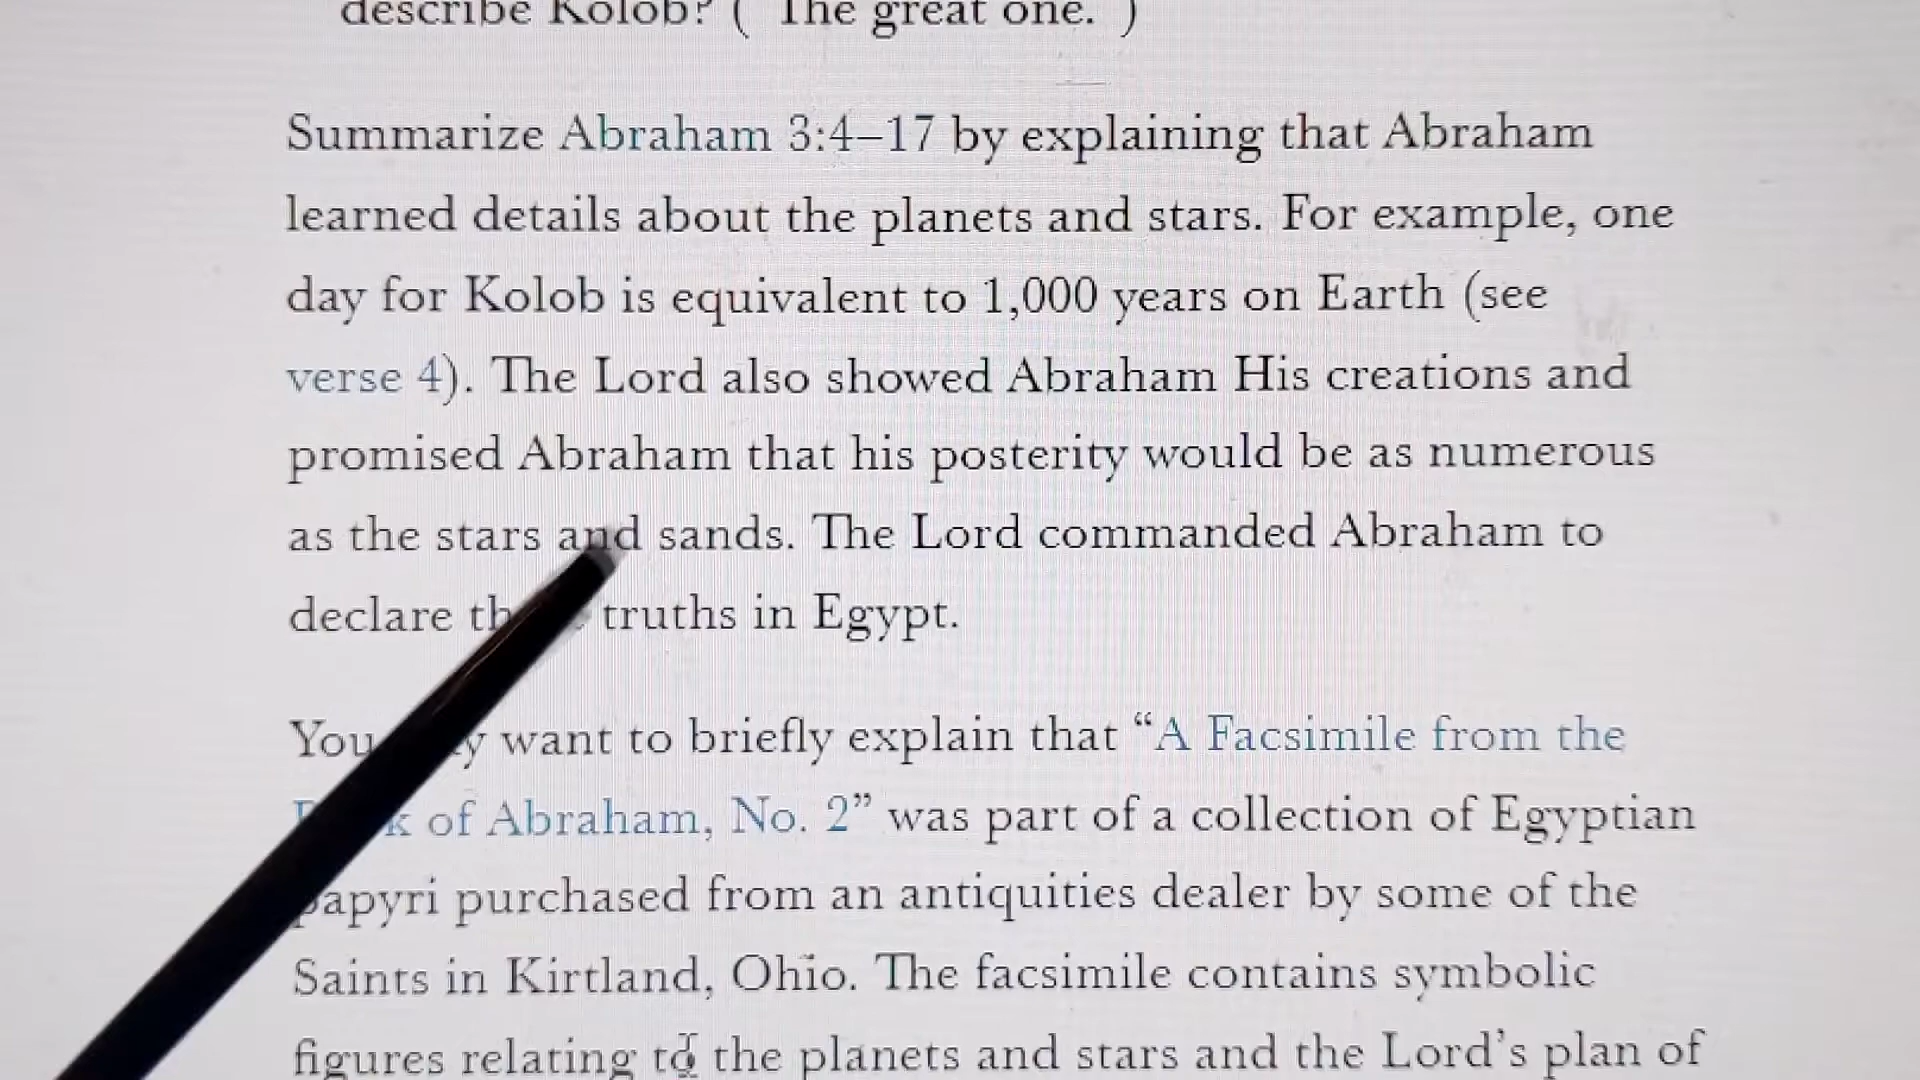 describe Kolob? (“The great one.”)
Summarize Abraham 3:4–17 by explaining that Abraham
learned details about the planets and stars. For example, one
day for Kolob is equivalent to 1,000 years on Earth (see
verse 4). The Lord also showed Abraham His creations and
promised Abraham that his posterity would be as numerous
as the stars and sands. The Lord commanded Abraham to
declare truths in Egypt.
You want to briefly explain that “A Facsimile from the
of Abraham, No. 2” was part of a collection of Egyptian
papyri purchased from an antiquities dealer by some of the
Saints in Kirtland, Ohio. The facsimile contains symbolic
figures relating to the planets and stars and the Lord’s plan of